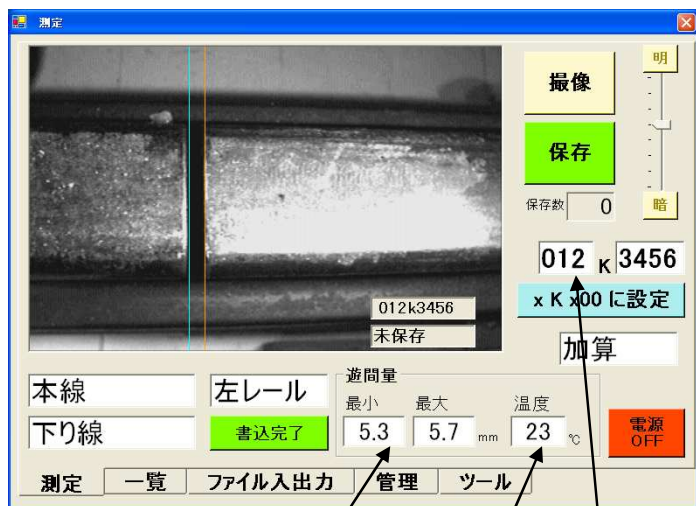 測定
撮像
明
保存
保存数 0
暗
012 K 3456
x K x00 に設定
012k3456
未保存
加算
本線
左レール
下り線
書込完了
遊間量
最小 最大 温度
5.3 5.7 mm 23 ℃
電源
OFF
測定 一覧 ファイル入出力 管理 ツール